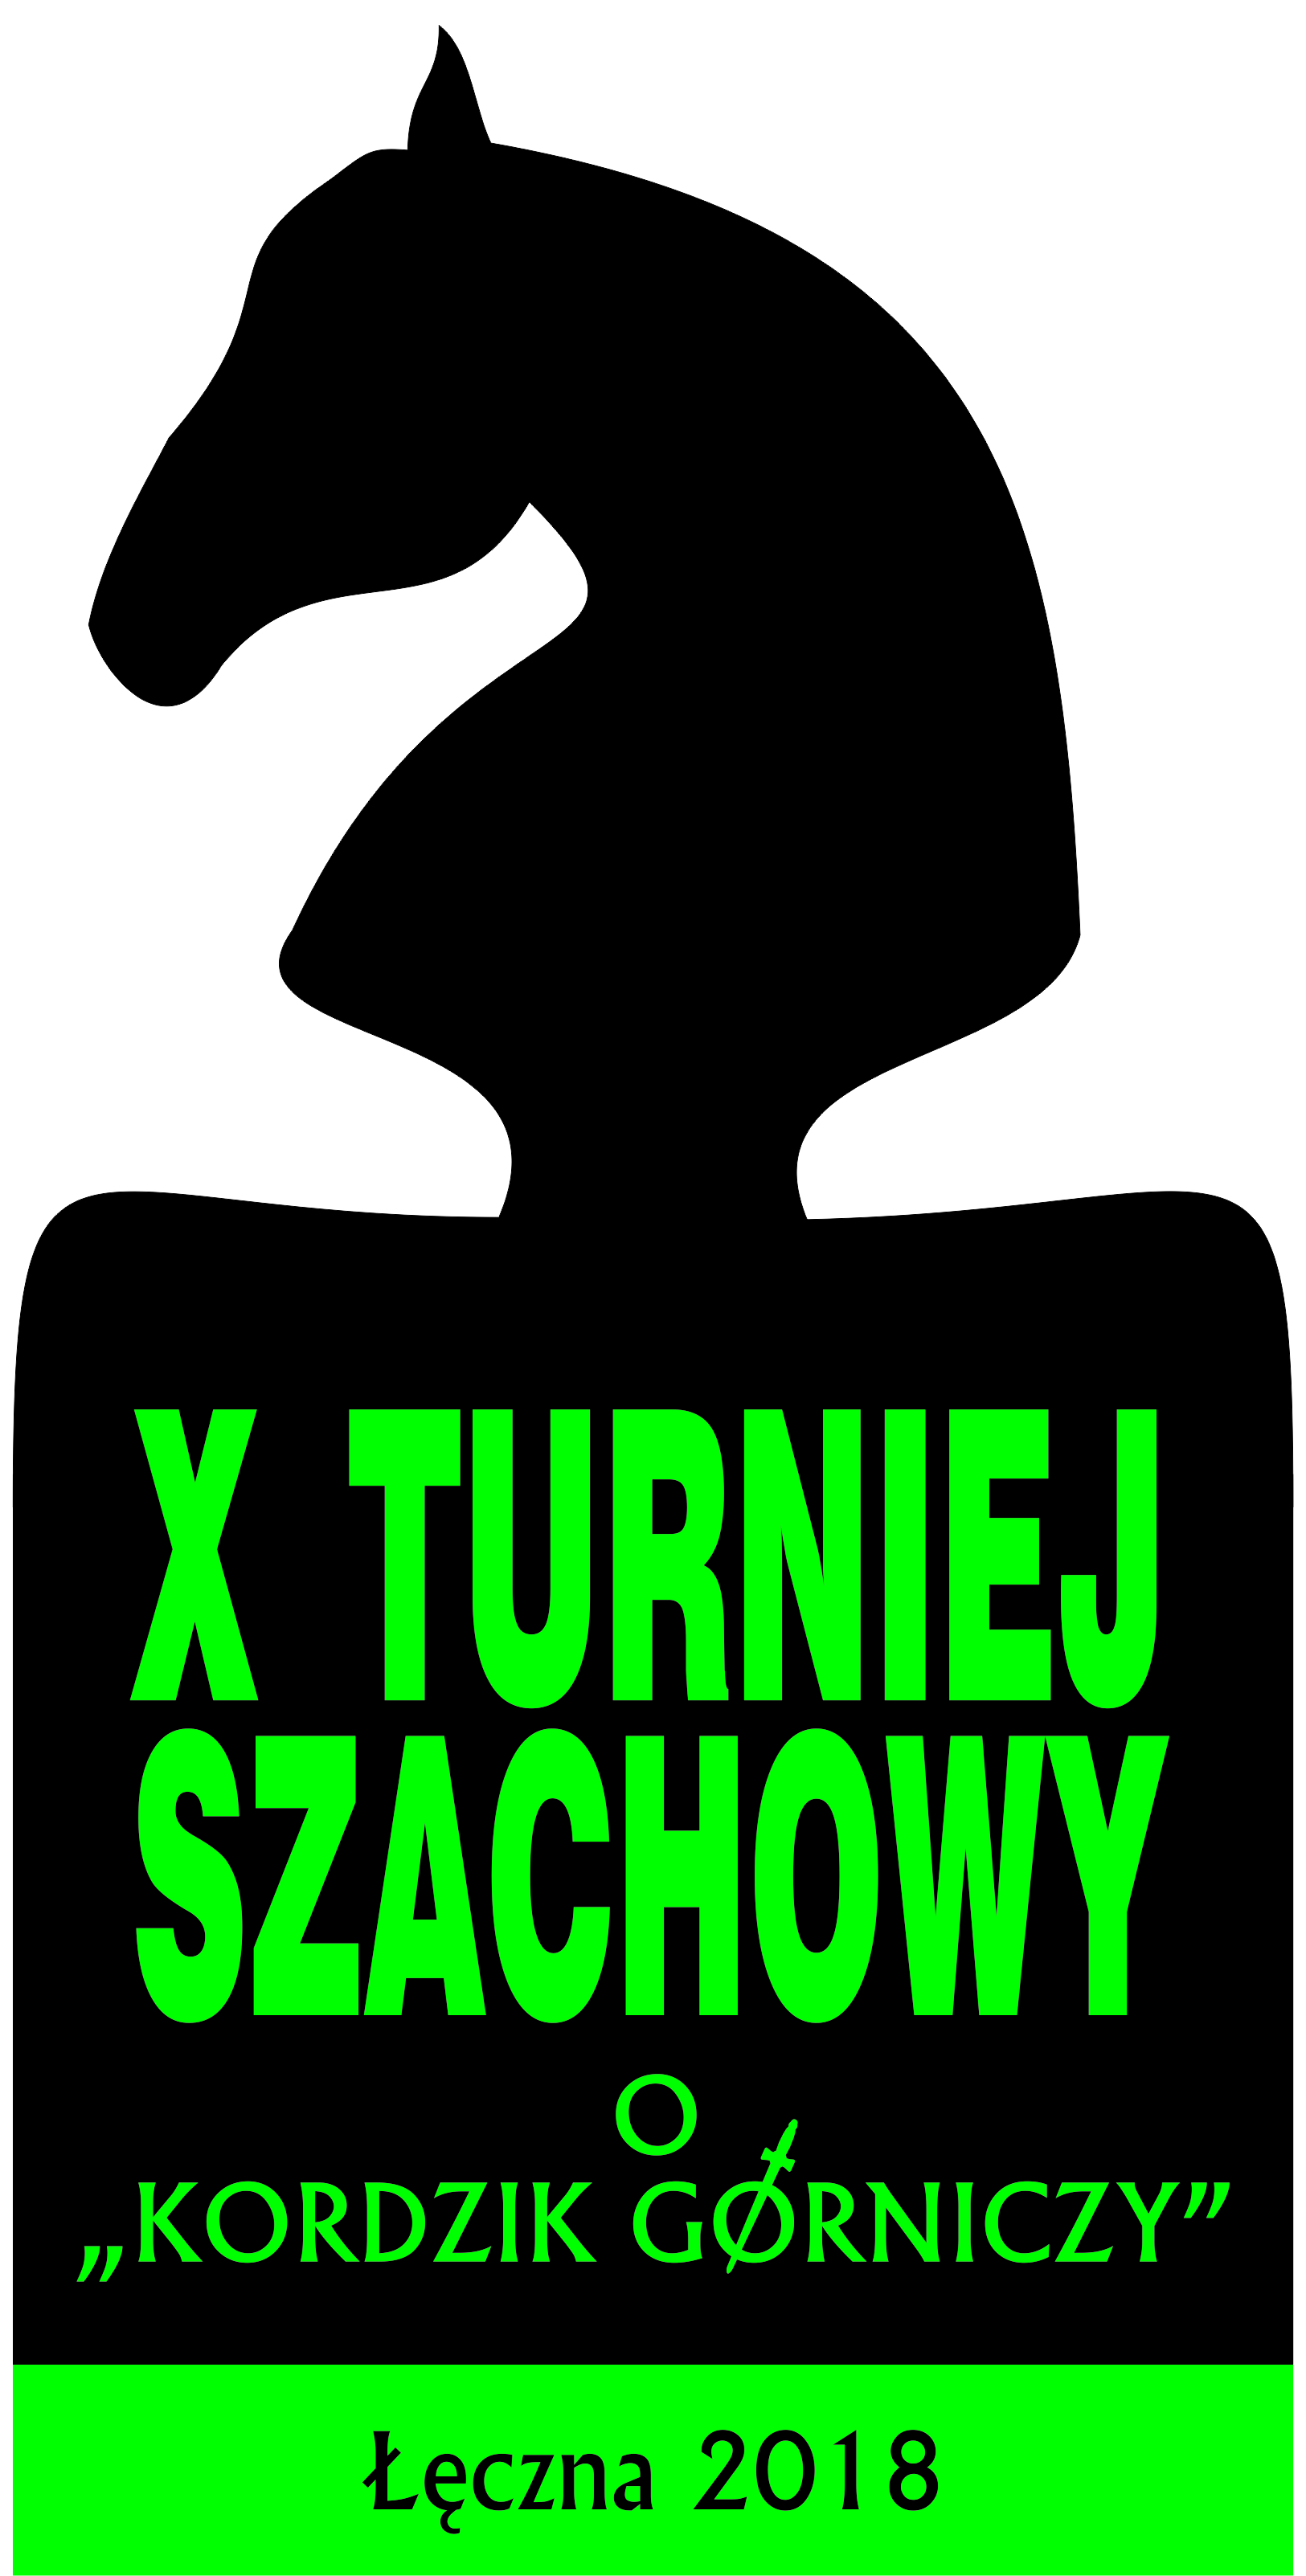 X TURNIEJ
SZACHOWY
O
„KORDZIK GÓRNICZY”
Łęczna 2018